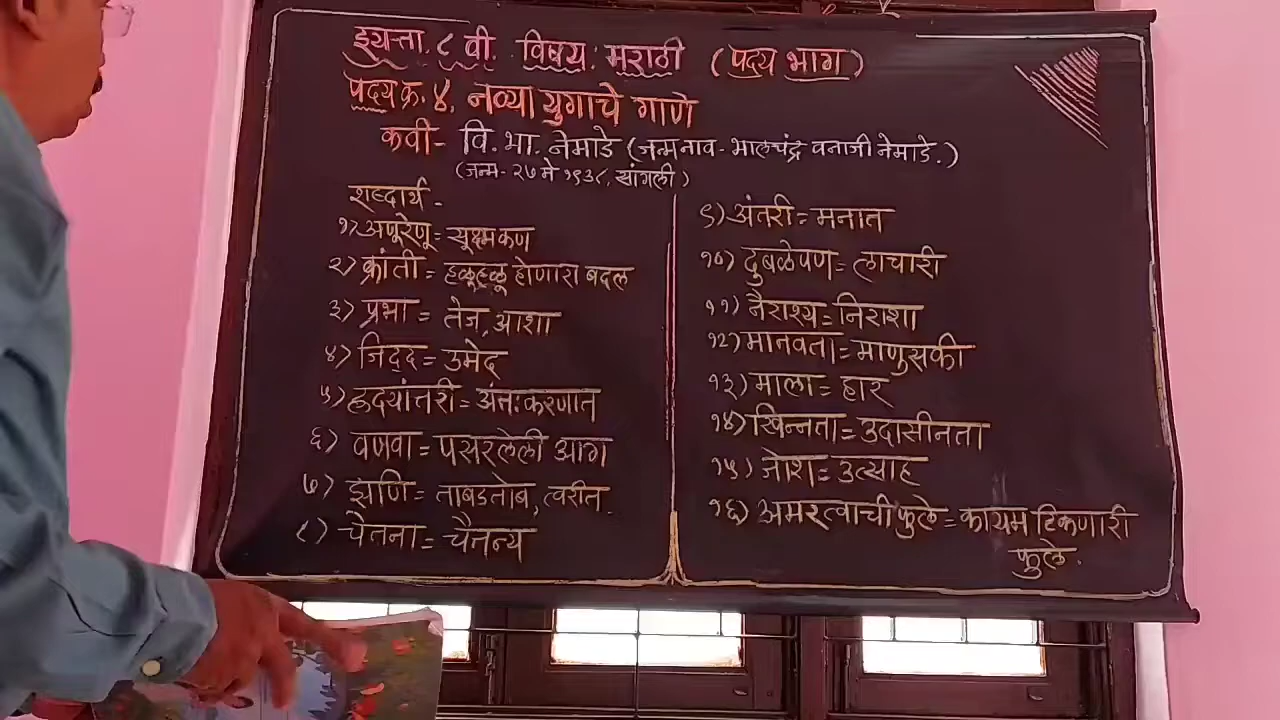 इयत्ता. ८ वी. विषय: मराठी (पद्य भाग)
पद्य क्र. ४. नव्या युगाचे गाणे
कवी- वि. भा. नेमाडे (जन्मनाव- भालचंद्र वनाजी नेमाडे.)
(जन्म- २७ मे १९३८, सांगली)
शब्दार्थ -
१) अणूरेणू = सूक्ष्मकण
२) क्रांती = हळूहळू होणारा बदल
३) प्रभा = तेज, आशा
४) जिद्द = उमेद
५) हृदयांतरी = अंतःकरणात
६) वणवा = पसरलेली आग
७) झणि = ताबडतोब, त्वरीत.
८) चेतना = चैतन्य
९) अंतरी = मनात
१०) दुबळेपण = लाचारी
११) नैराश्य = निराशा
१२) मानवता = माणुसकी
१३) माला = हार
१४) खिन्नता = उदासीनता
१५) जोश = उत्साह
१६) अमरत्वाची फुले = कायम टिकणारी
फुले.